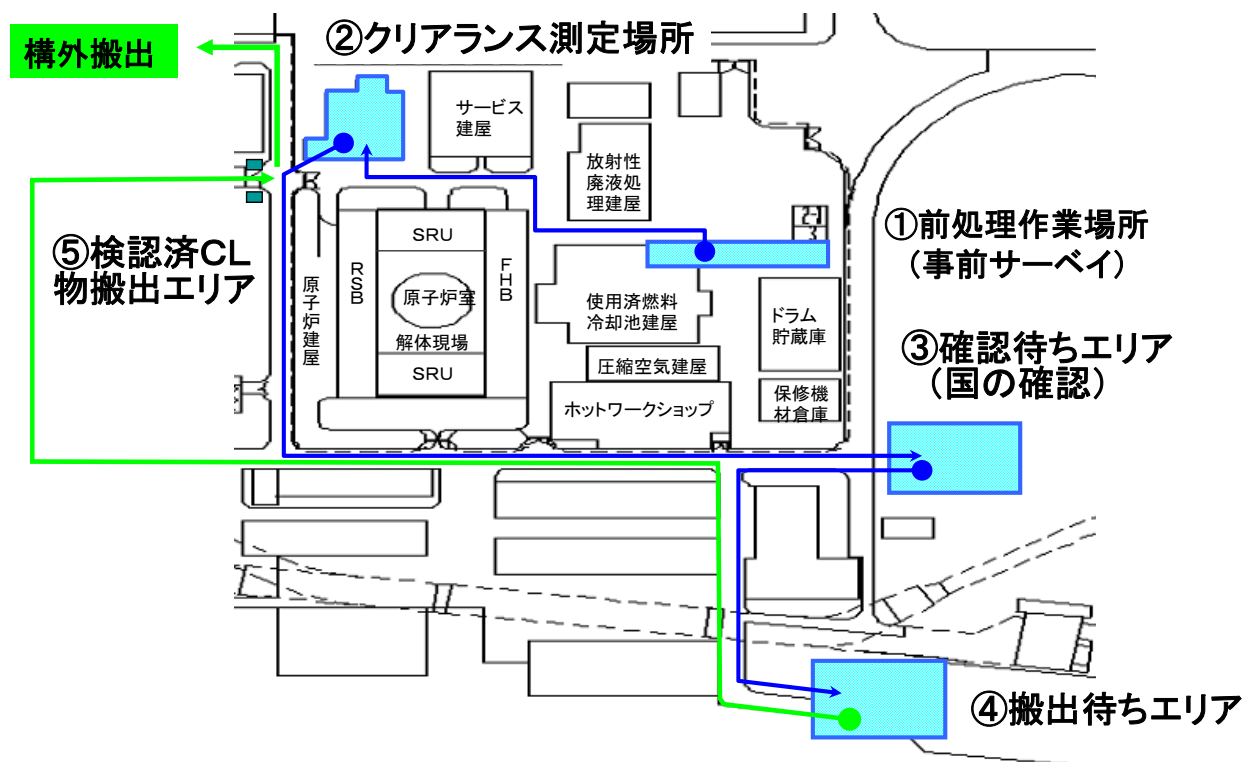 構外搬出
②クリアランス測定場所
サービス
建屋
放射性
廃液処
理建屋
2-1
3
①前処理作業場所
（事前サーベイ）
⑤検認済ＣＬ
物搬出エリア
原子炉建屋
RSB
SRU
原子炉室
解体現場
SRU
FHB
使用済燃料
冷却池建屋
圧縮空気建屋
ホットワークショップ
ドラム
貯蔵庫
保修機
材倉庫
③確認待ちエリア
（国の確認）
④搬出待ちエリア